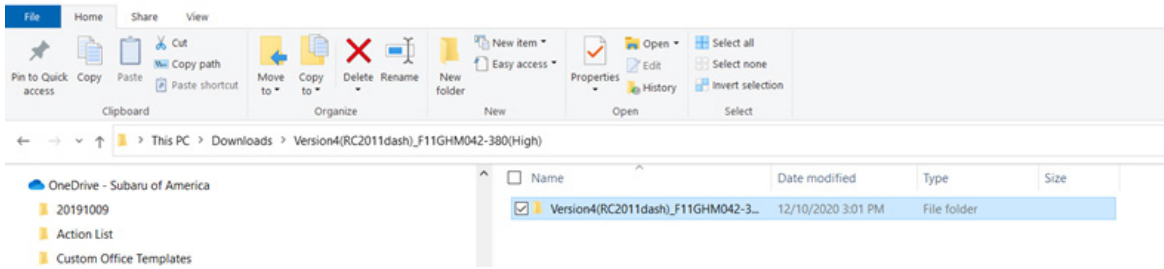 File Home Share View
Pin to Quick access
Copy
Paste
Cut
Copy path
Paste shortcut
Clipboard
Move to
Copy to
Delete
Rename
Organize
New folder
New item
Easy access
New
Properties
Open
Edit
History
Open
Select all
Select none
Invert selection
Select
This PC > Downloads > Version4(RC2011dash)_F11GHM042-380(High)
OneDrive - Subaru of America
20191009
Action List
Custom Office Templates
Name Date modified Type Size
Version4(RC2011dash)_F11GHM042-3... 12/10/2020 3:01 PM File folder